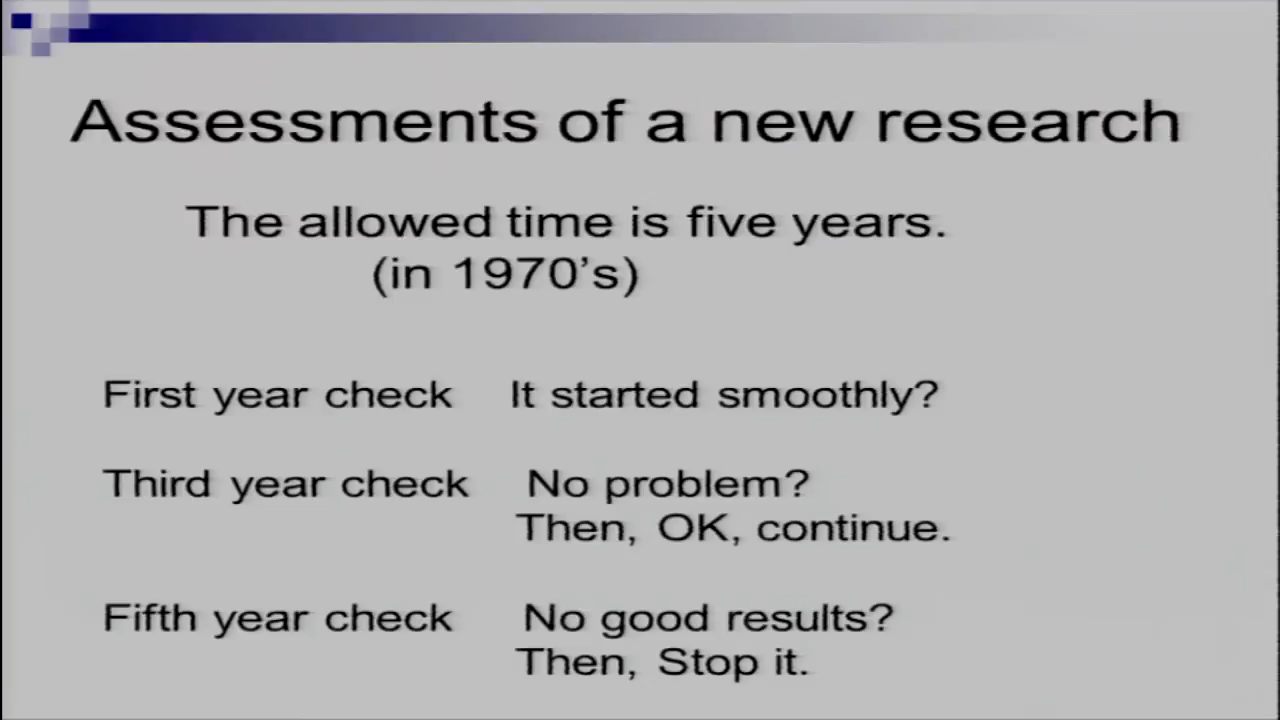 Assessments of a new research
The allowed time is five years.
(in 1970's)
First year check It started smoothly?
Third year check No problem?
Then, OK, continue.
Fifth year check No good results?
Then, Stop it.